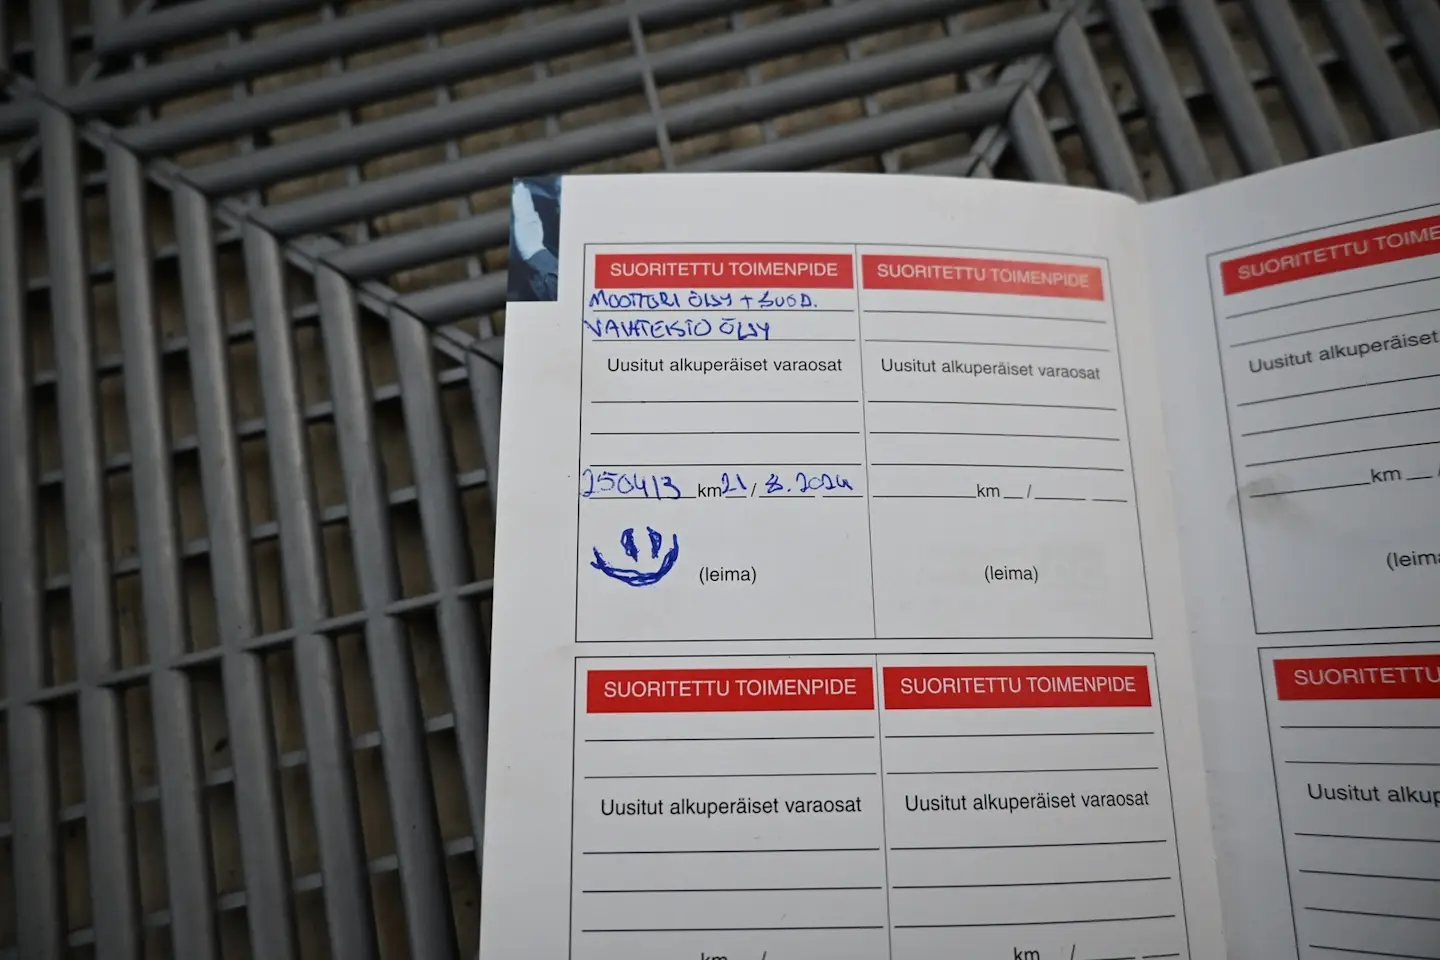 SUORITETTU TOIMENPIDE
MOOTTORI ÖLJY + SUOD.
VAIHTEISTO ÖLJY
Uusitut alkuperäiset varaosat
250413 km 21 / 8. 2024
(leima)
SUORITETTU TOIMENPIDE
Uusitut alkuperäiset varaosat
km /
(leima)
SUORITETTU TOIME
Uusitut alkuperäiset
km /
(leim
SUORITETTU TOIMENPIDE
Uusitut alkuperäiset varaosat
km /
SUORITETTU TOIMENPIDE
Uusitut alkuperäiset varaosat
km /
SUORITETTU
Uusitut alkup